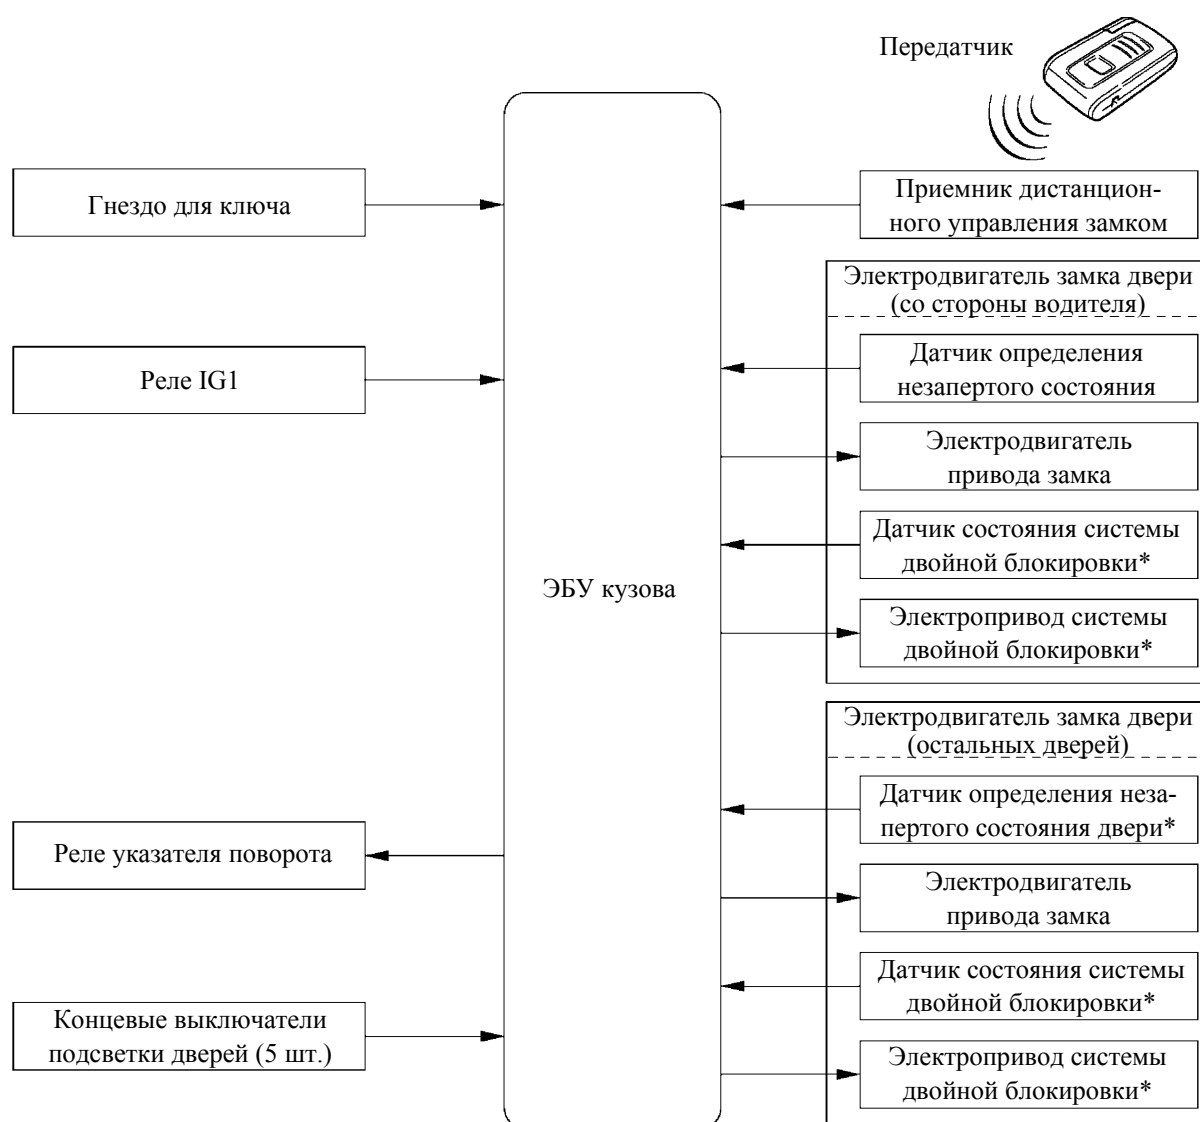 Передатчик
Гнездо для ключа
Приемник дистанцион-
ного управления замком
Электродвигатель замка двери
(со стороны водителя)
Реле IG1
Датчик определения
незапертого состояния
Электродвигатель
привода замка
Датчик состояния системы
двойной блокировки*
ЭБУ кузова
Электропривод системы
двойной блокировки*
Электродвигатель замка двери
(остальных дверей)
Датчик определения неза-
пертого состояния двери*
Реле указателя поворота
Электродвигатель
привода замка
Датчик состояния системы
двойной блокировки*
Концевые выключатели
подсветки дверей (5 шт.)
Электропривод системы
двойной блокировки*